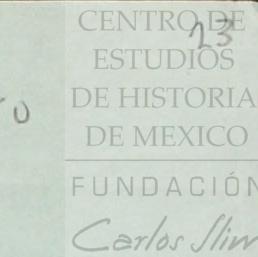 CENTRO DE
23
ESTUDIOS
DE HISTORIA
DE MEXICO
FUNDACIÓN
Carlos Slim